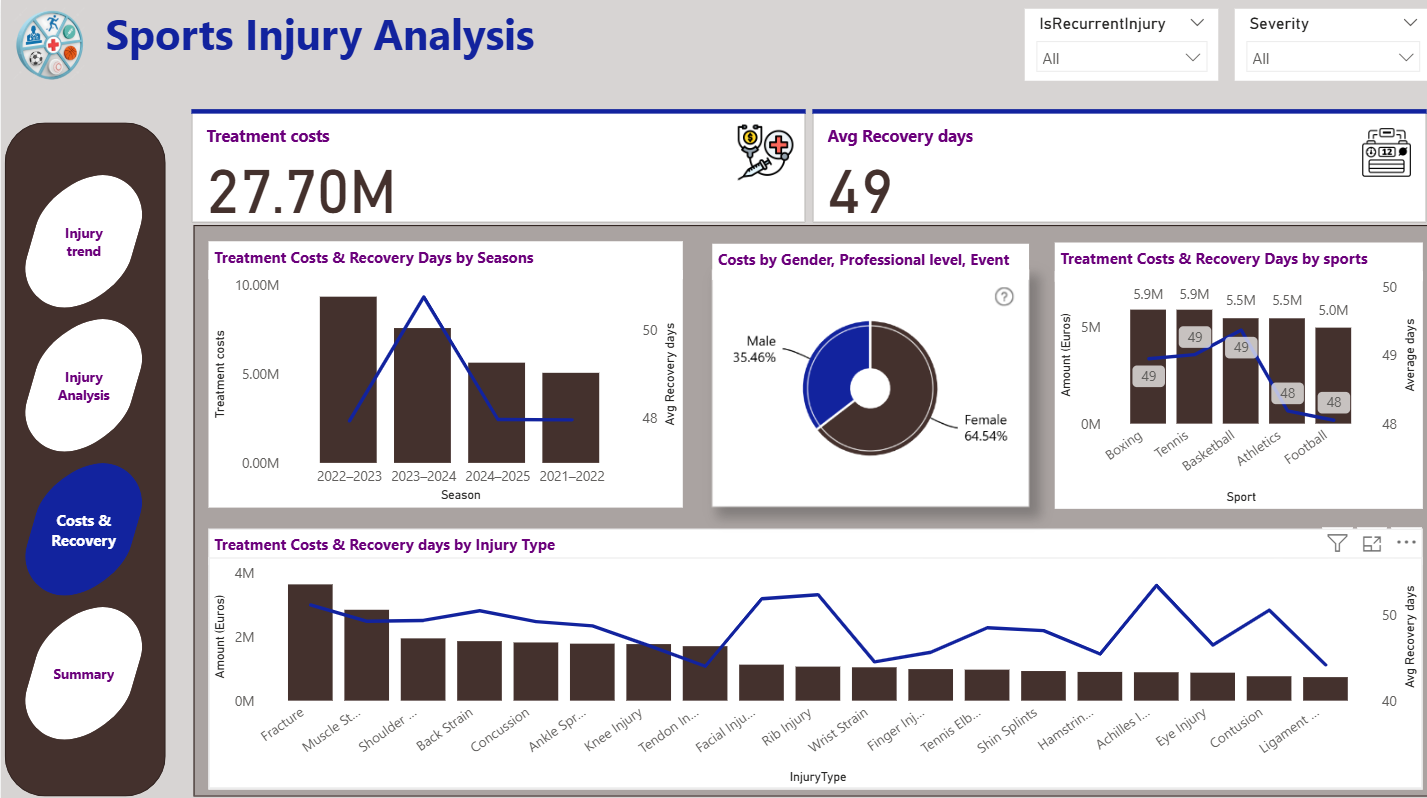 Sports Injury Analysis
IsRecurrentInjury
All
Severity
All
Injury
trend
Injury
Analysis
Costs &
Recovery
Summary
Treatment costs
27.70M
Avg Recovery days
49
Treatment Costs & Recovery Days by Seasons
10.00M
5.00M
0.00M
Treatment costs
50
48
Avg Recovery days
2022–2023
2023–2024
2024–2025
2021–2022
Season
Costs by Gender, Professional level, Event
?
Male
35.46%
Female
64.54%
Treatment Costs & Recovery Days by sports
5M
0M
Amount (Euros)
5.9M
5.9M
5.5M
5.5M
5.0M
49
49
49
48
48
50
49
48
Average days
Boxing
Tennis
Basketball
Athletics
Football
Sport
Treatment Costs & Recovery days by Injury Type
4M
2M
0M
Amount (Euros)
50
40
Avg Recovery days
Fracture
Muscle St...
Shoulder ...
Back Strain
Concussion
Ankle Spr...
Knee Injury
Tendon In...
Facial Inju...
Rib Injury
Wrist Strain
Finger Inj...
Tennis Elb...
Shin Splints
Hamstrin...
Achilles I...
Eye Injury
Contusion
Ligament ...
InjuryType
12